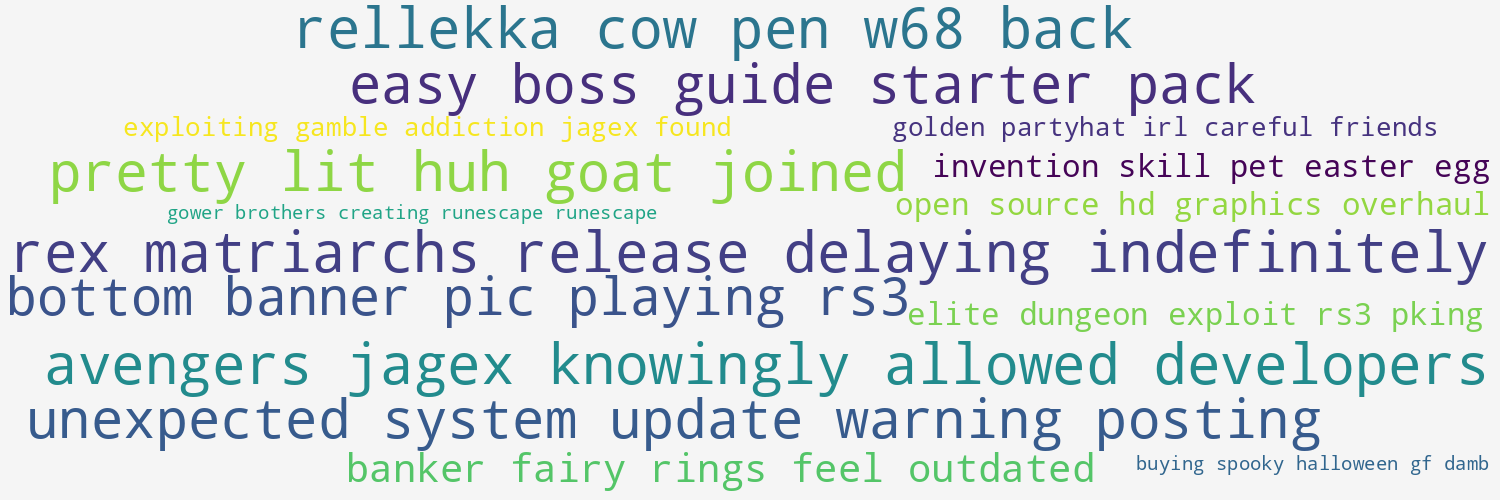 rellekka cow pen w68 back
easy boss guide starter pack
exploiting gamble addiction jagex found
golden partyhat irl careful friends
pretty lit huh goat joined
invention skill pet easter egg
open source hd graphics overhaul
gower brothers creating runescape runescape
rex matriarchs release delaying indefinitely
bottom banner pic playing rs3
elite dungeon exploit rs3 pking
avengers jagex knowingly allowed developers
unexpected system update warning posting
banker fairy rings feel outdated
buying spooky halloween gf damb